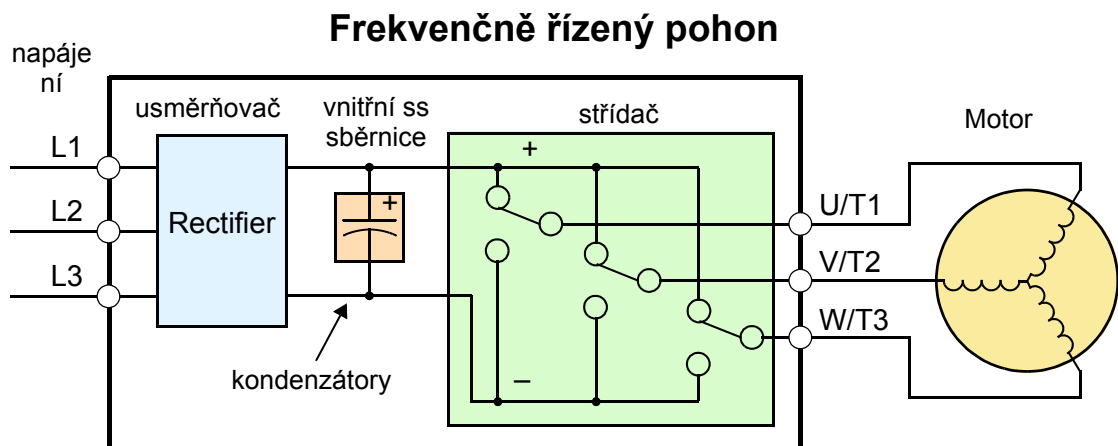 Frekvenčně řízený pohon
napáje
ní
usměrňovač
vnitřní ss
sběrnice
střídač
Motor
L1
L2
L3
Rectifier
+
+
–
U/T1
V/T2
W/T3
kondenzátory